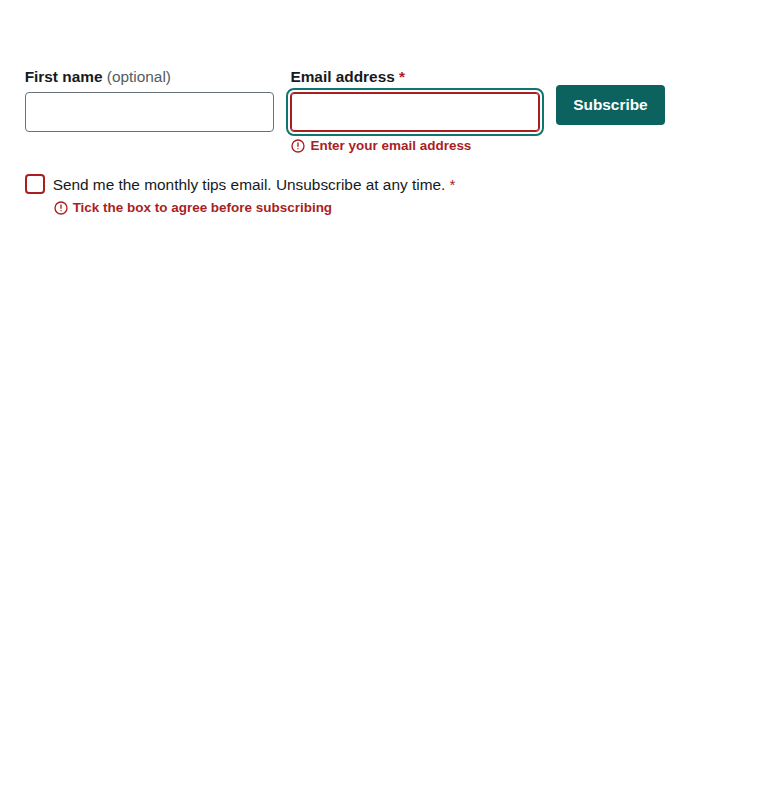 First name (optional)
Email address *
Subscribe
Enter your email address
Send me the monthly tips email. Unsubscribe at any time. *
Tick the box to agree before subscribing